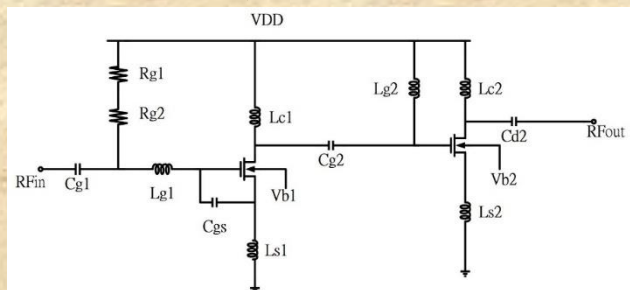 VDD
Rg1
Rg2
Lc1
Lg2
Lc2
Cd2
RFout
Cg2
RFin
Cg1
Lg1
Vb1
Vb2
Cgs
Ls1
Ls2